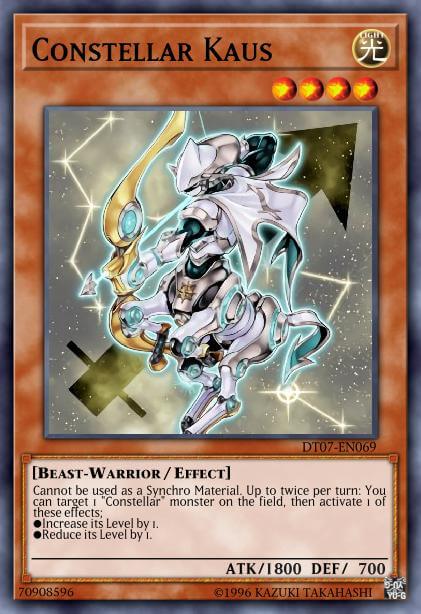 CONSTELLAR KAUS
LIGHT
光
DT07-EN069
[BEAST-WARRIOR / EFFECT]
Cannot be used as a Synchro Material. Up to twice per turn: You
can target 1 "Constellar" monster on the field, then activate 1 of
these effects;
●Increase its Level by 1.
●Reduce its Level by 1.
ATK/1800 DEF/ 700
70908596
©1996 KAZUKI TAKAHASHI